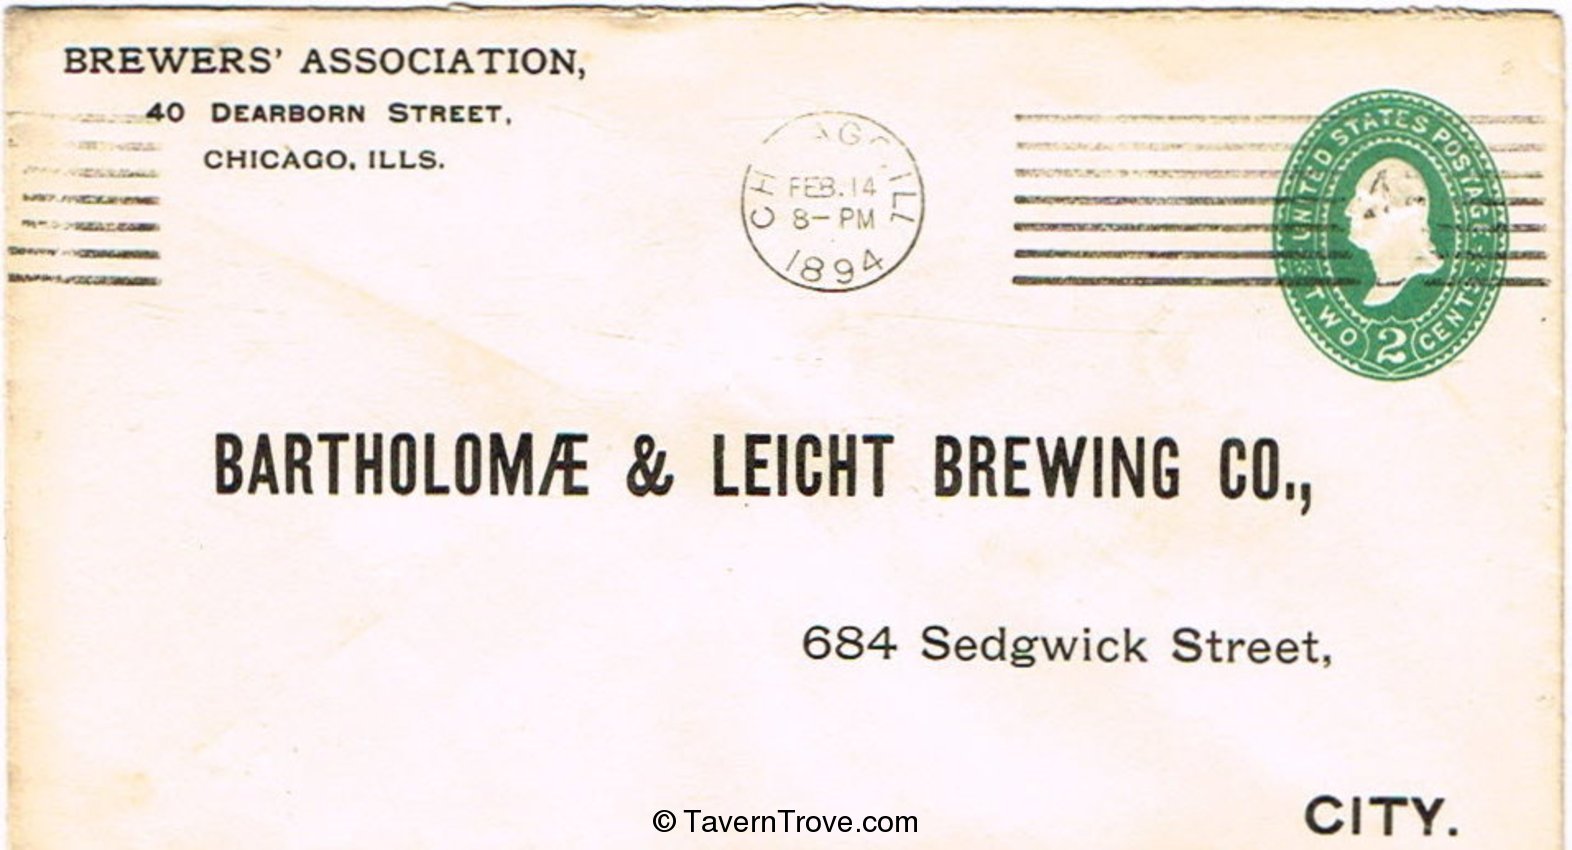 BREWERS' ASSOCIATION,
40 DEARBORN STREET,
CHICAGO, ILLS.
FEB. 14
8– PM
1894
UNITED STATES POSTAGE
TWO 2 CENTS
BARTHOLOMÆ & LEICHT BREWING CO.,
684 Sedgwick Street,
CITY.
© TavernTrove.com